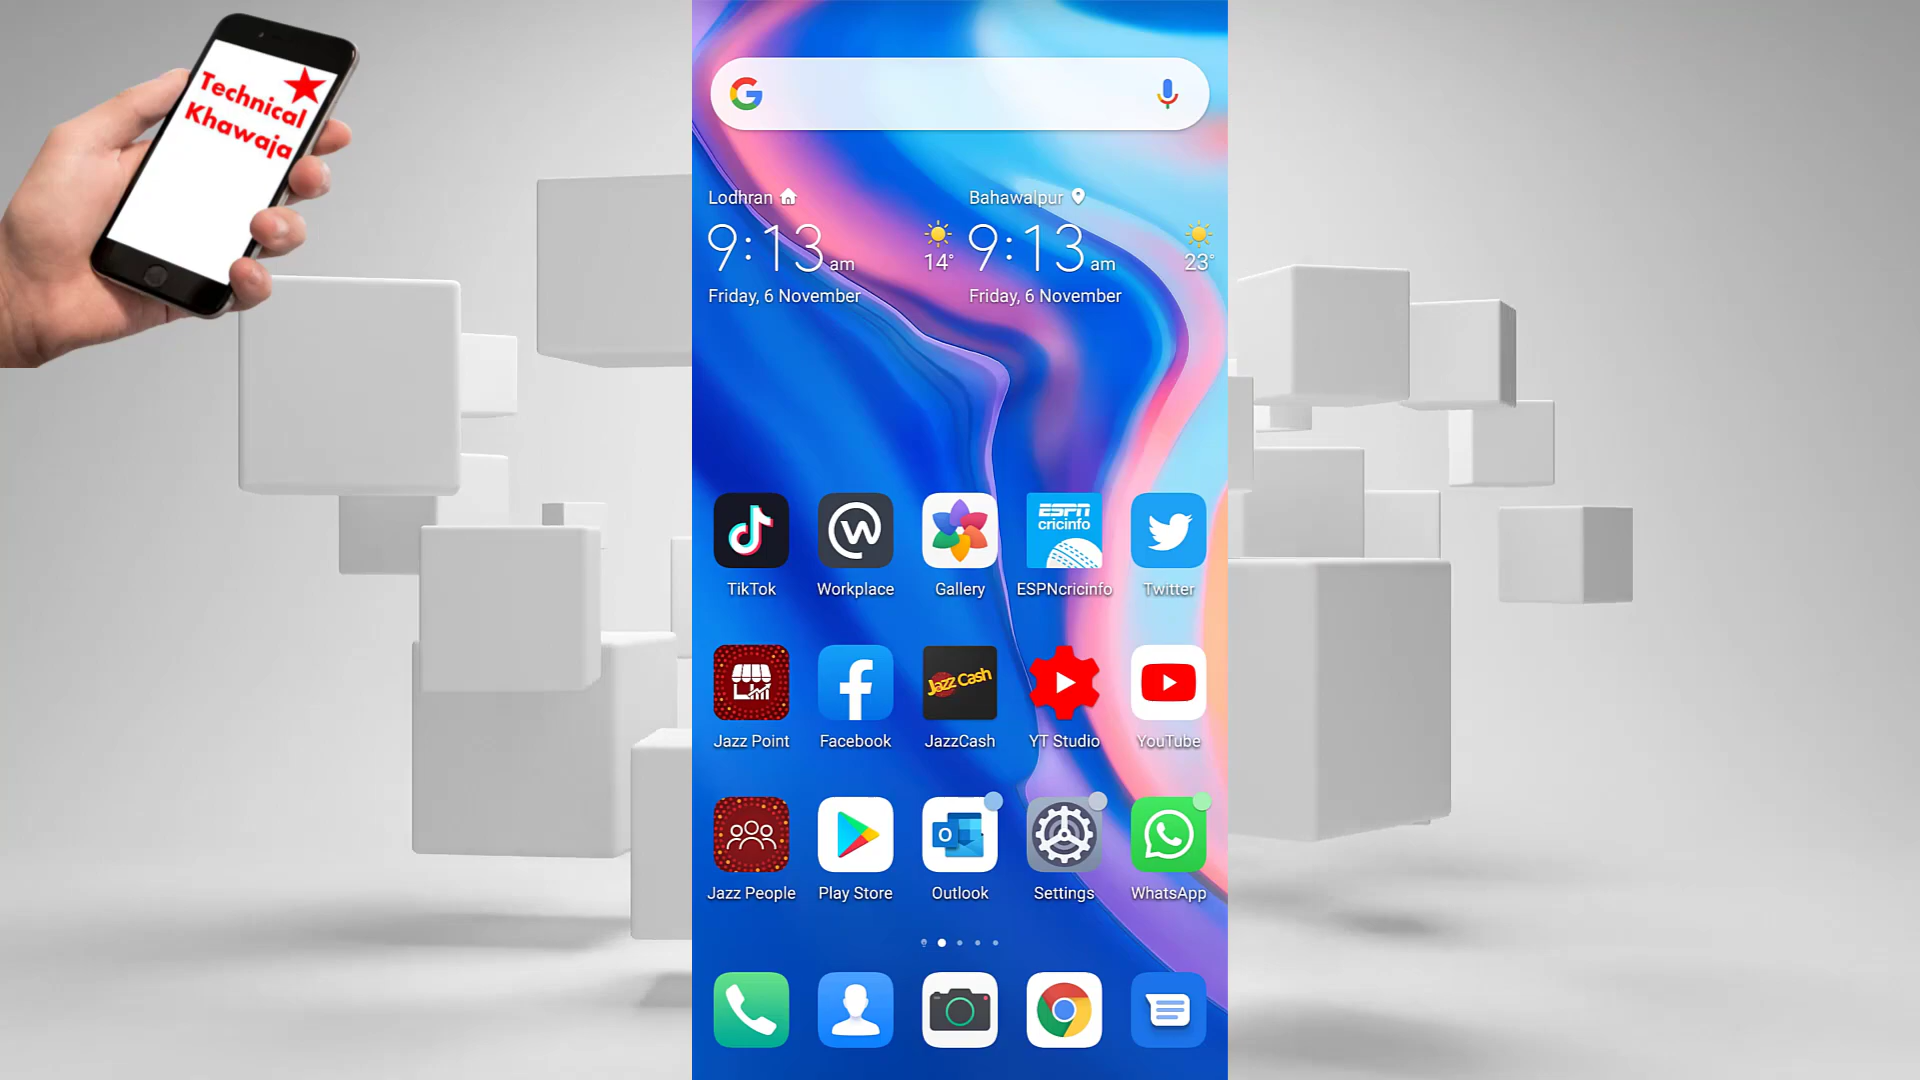 Technical
Khawaja
Lodhran
Bahawalpur
9:13 am
14°
9:13 am
23°
Friday, 6 November
Friday, 6 November
ESPN
cricinfo
TikTok
Workplace
Gallery
ESPNcricinfo
Twitter
Jazz Cash
Jazz Point
Facebook
JazzCash
YT Studio
YouTube
Jazz People
Play Store
Outlook
Settings
WhatsApp